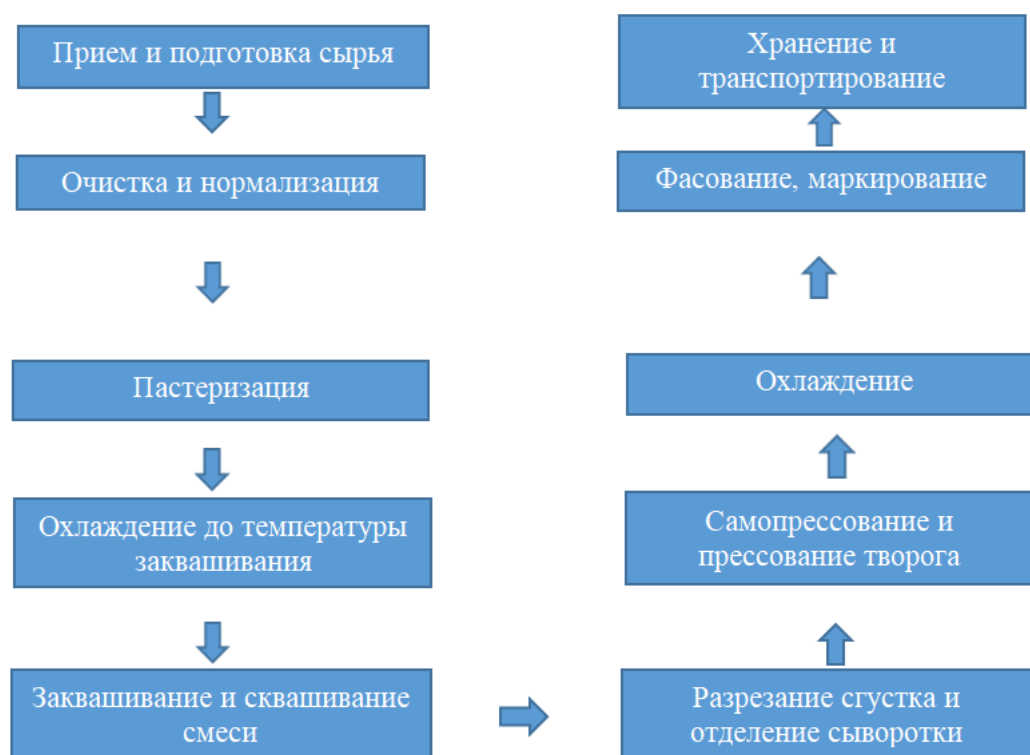 Прием и подготовка сырья
Очистка и нормализация
Пастеризация
Охлаждение до температуры
заквашивания
Заквашивание и сквашивание
смеси
Разрезание сгустка и
отделение сыворотки
Самопрессование и
прессование творога
Охлаждение
Фасование, маркирование
Хранение и
транспортирование